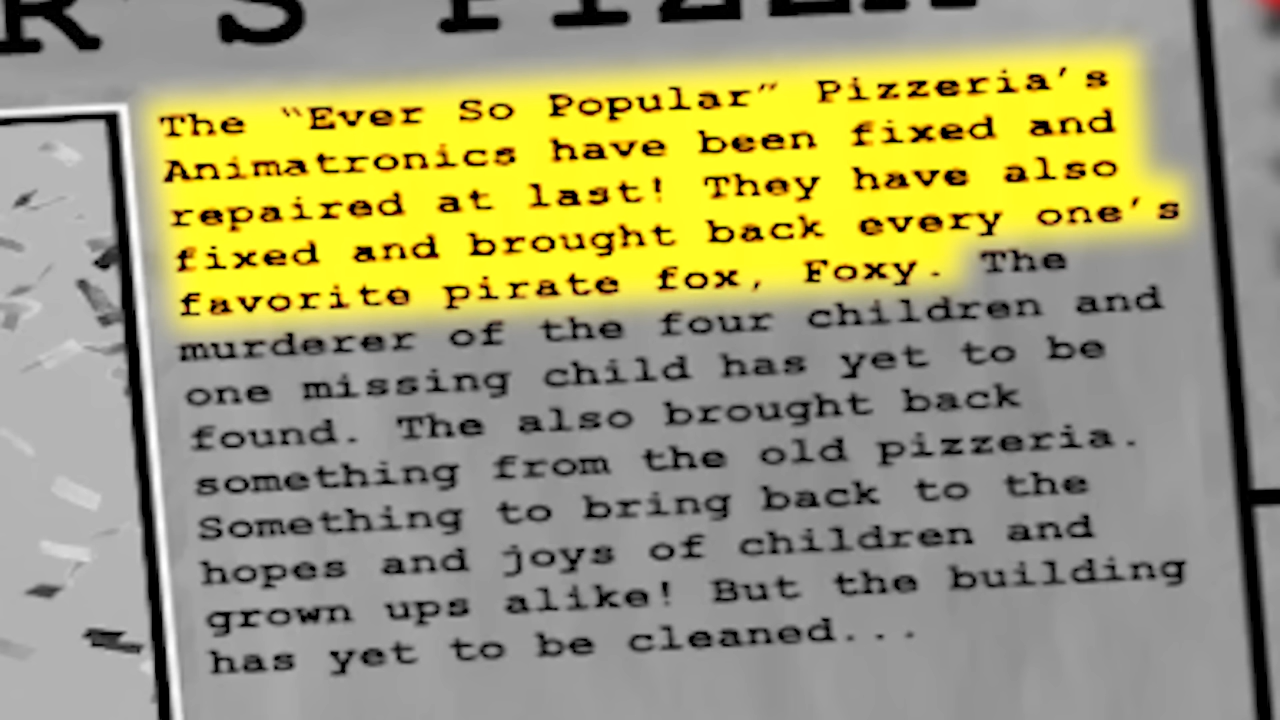 R'S PIZZA
The “Ever So Popular” Pizzeria’s
Animatronics have been fixed and
repaired at last! They have also
fixed and brought back every one’s
favorite pirate fox, Foxy. The
murderer of the four children and
one missing child has yet to be
found. The also brought back
something from the old pizzeria.
Something to bring back to the
hopes and joys of children and
grown ups alike! But the building
has yet to be cleaned...